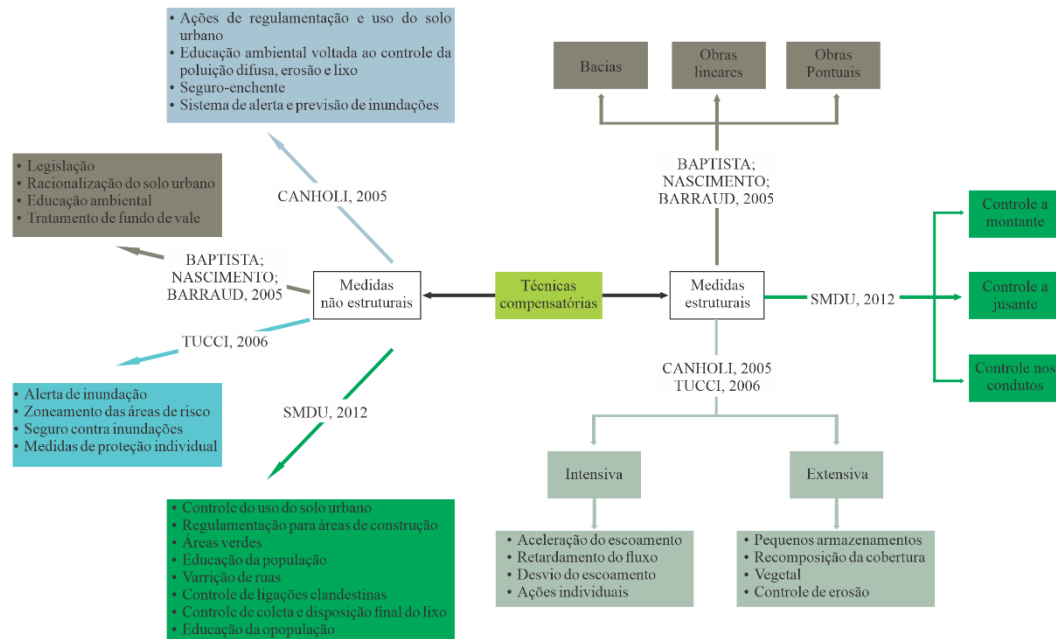 • Ações de regulamentação e uso do solo
urbano
• Educação ambiental voltada ao controle da
poluição difusa, erosão e lixo
• Seguro-enchente
• Sistema de alerta e previsão de inundações
Bacias
Obras
lineares
Obras
Pontuais
BAPTISTA;
NASCIMENTO;
BARRAUD, 2005
• Legislação
• Racionalização do solo urbano
• Educação ambiental
• Tratamento de fundo de vale
CANHOLI, 2005
BAPTISTA;
NASCIMENTO;
BARRAUD, 2005
Medidas
não estruturais
Técnicas
compensatórias
Medidas
estruturais
SMDU, 2012
Controle a
montante
Controle a
jusante
Controle nos
condutos
TUCCI, 2006
• Alerta de inundação
• Zoneamento das áreas de risco
• Seguro contra inundações
• Medidas de proteção individual
SMDU, 2012
CANHOLI, 2005
TUCCI, 2006
Intensiva
Extensiva
• Aceleração do escoamento
• Retardamento do fluxo
• Desvio do escoamento
• Ações individuais
• Pequenos armazenamentos
• Recomposição da cobertura
• Vegetal
• Controle de erosão
• Controle do uso do solo urbano
• Regulamentação para áreas de construção
• Áreas verdes
• Educação da população
• Varrição de ruas
• Controle de ligações clandestinas
• Controle de coleta e disposição final do lixo
• Educação da opopulação